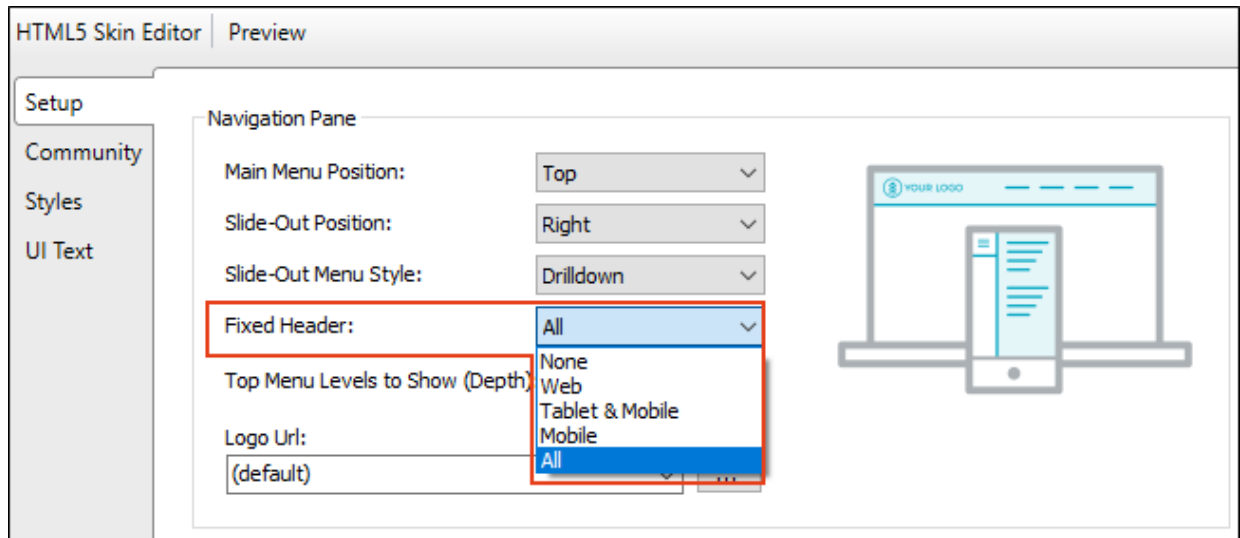 HTML5 Skin Editor Preview
Setup
Community
Styles
UI Text
Navigation Pane
Main Menu Position: Top
Slide-Out Position: Right
Slide-Out Menu Style: Drilldown
Fixed Header: All
None
Web
Tablet & Mobile
Mobile
All
Top Menu Levels to Show (Depth)
Logo Url:
(default)
YOUR LOGO